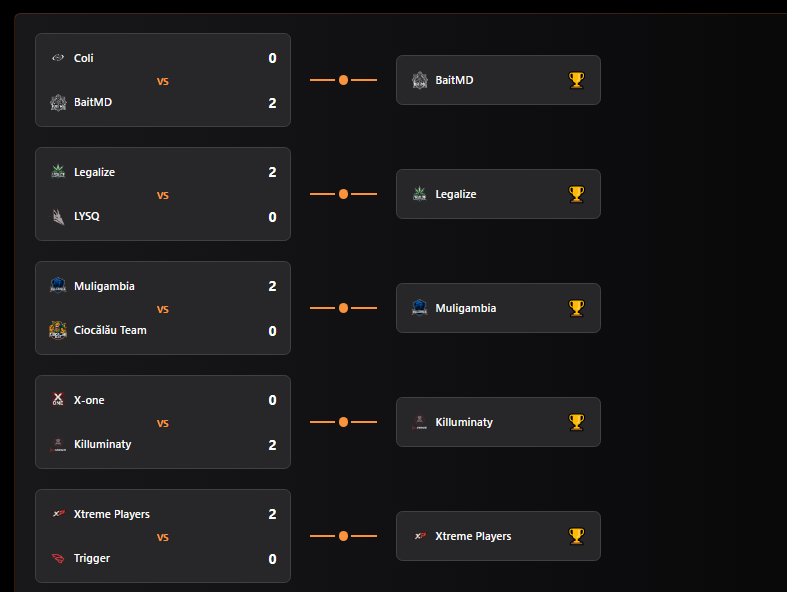 Coli 0
VS
BaitMD 2
BaitMD
Legalize 2
VS
LYSQ 0
Legalize
Muligambia 2
VS
Ciocălău Team 0
Muligambia
X-one 0
VS
Killuminaty 2
Killuminaty
Xtreme Players 2
VS
Trigger 0
Xtreme Players